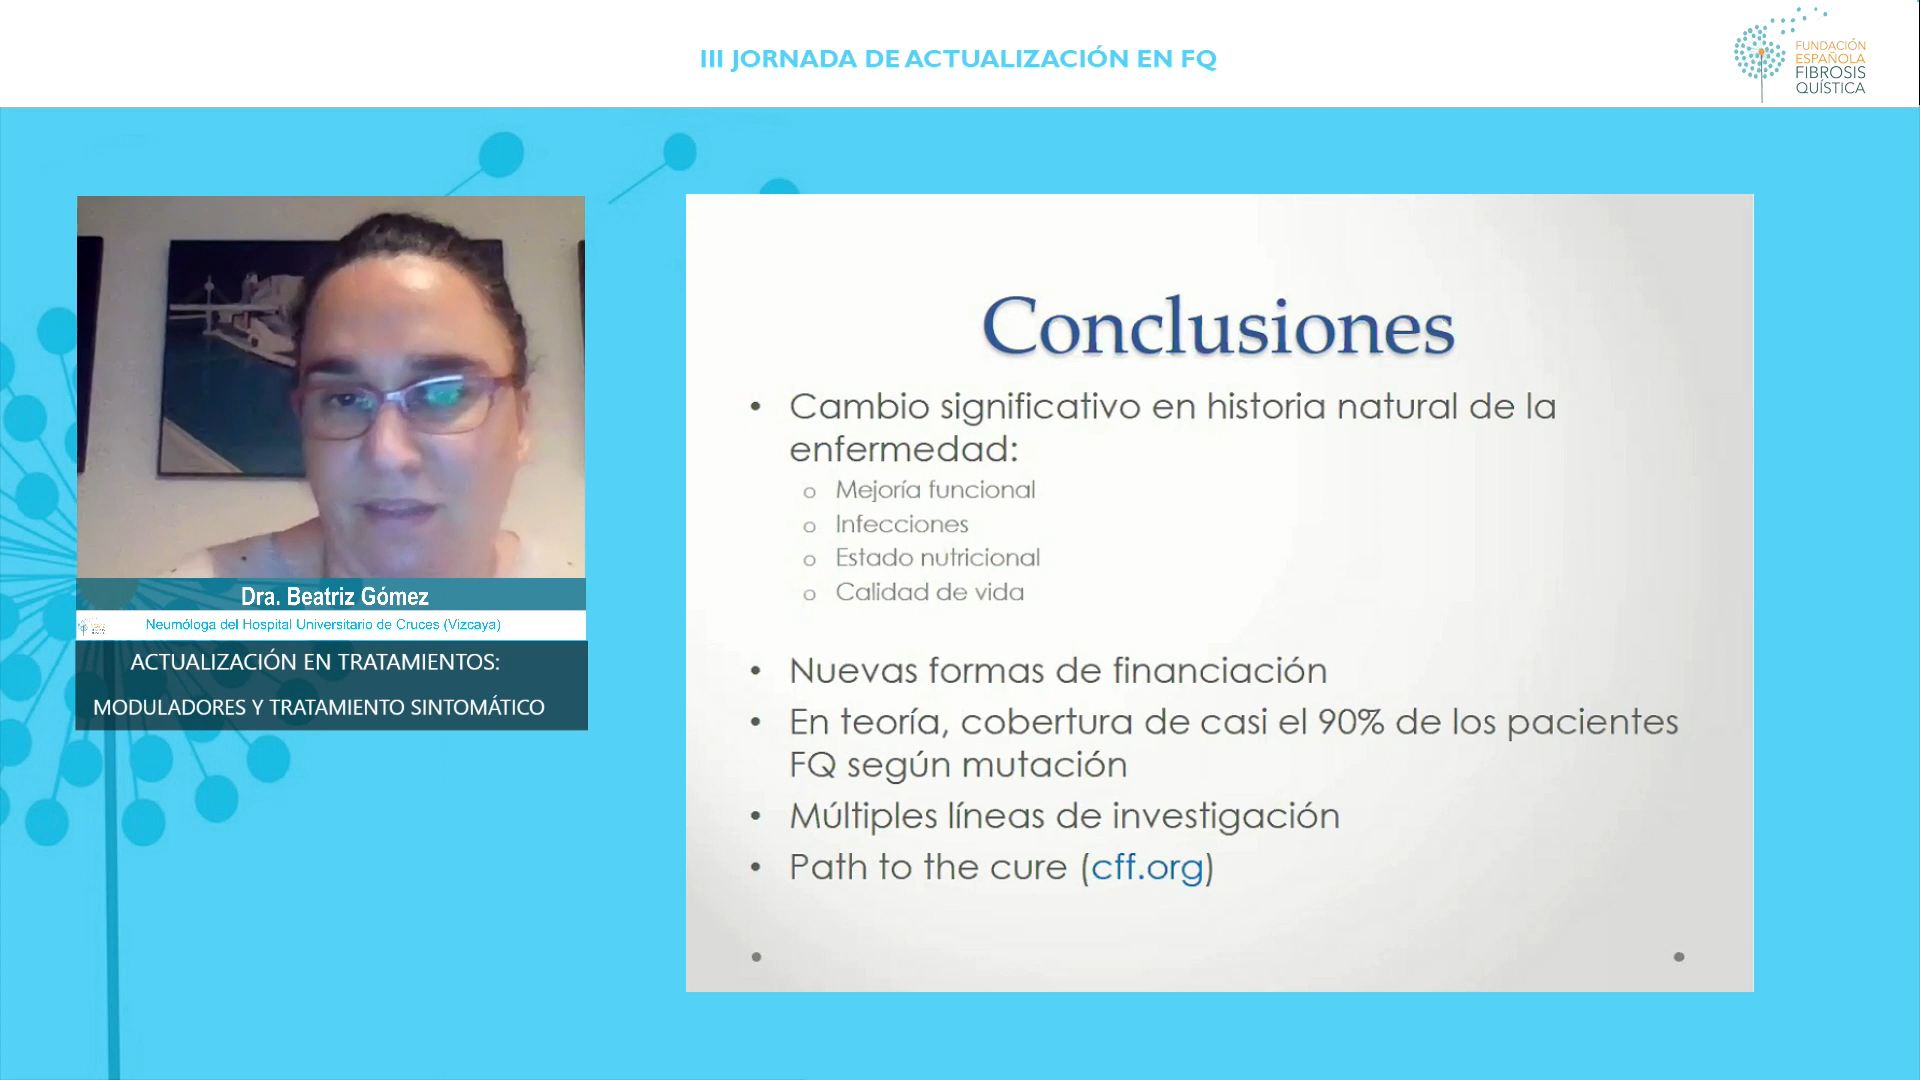 III JORNADA DE ACTUALIZACIÓN EN FQ
FUNDACIÓN
ESPAÑOLA
FIBROSIS
QUÍSTICA
Dra. Beatriz Gómez
Neumóloga del Hospital Universitario de Cruces (Vizcaya)
ACTUALIZACIÓN EN TRATAMIENTOS:
MODULADORES Y TRATAMIENTO SINTOMÁTICO
Conclusiones
• Cambio significativo en historia natural de la
enfermedad:
o Mejoría funcional
o Infecciones
o Estado nutricional
o Calidad de vida
• Nuevas formas de financiación
• En teoría, cobertura de casi el 90% de los pacientes
FQ según mutación
• Múltiples líneas de investigación
• Path to the cure (cff.org)